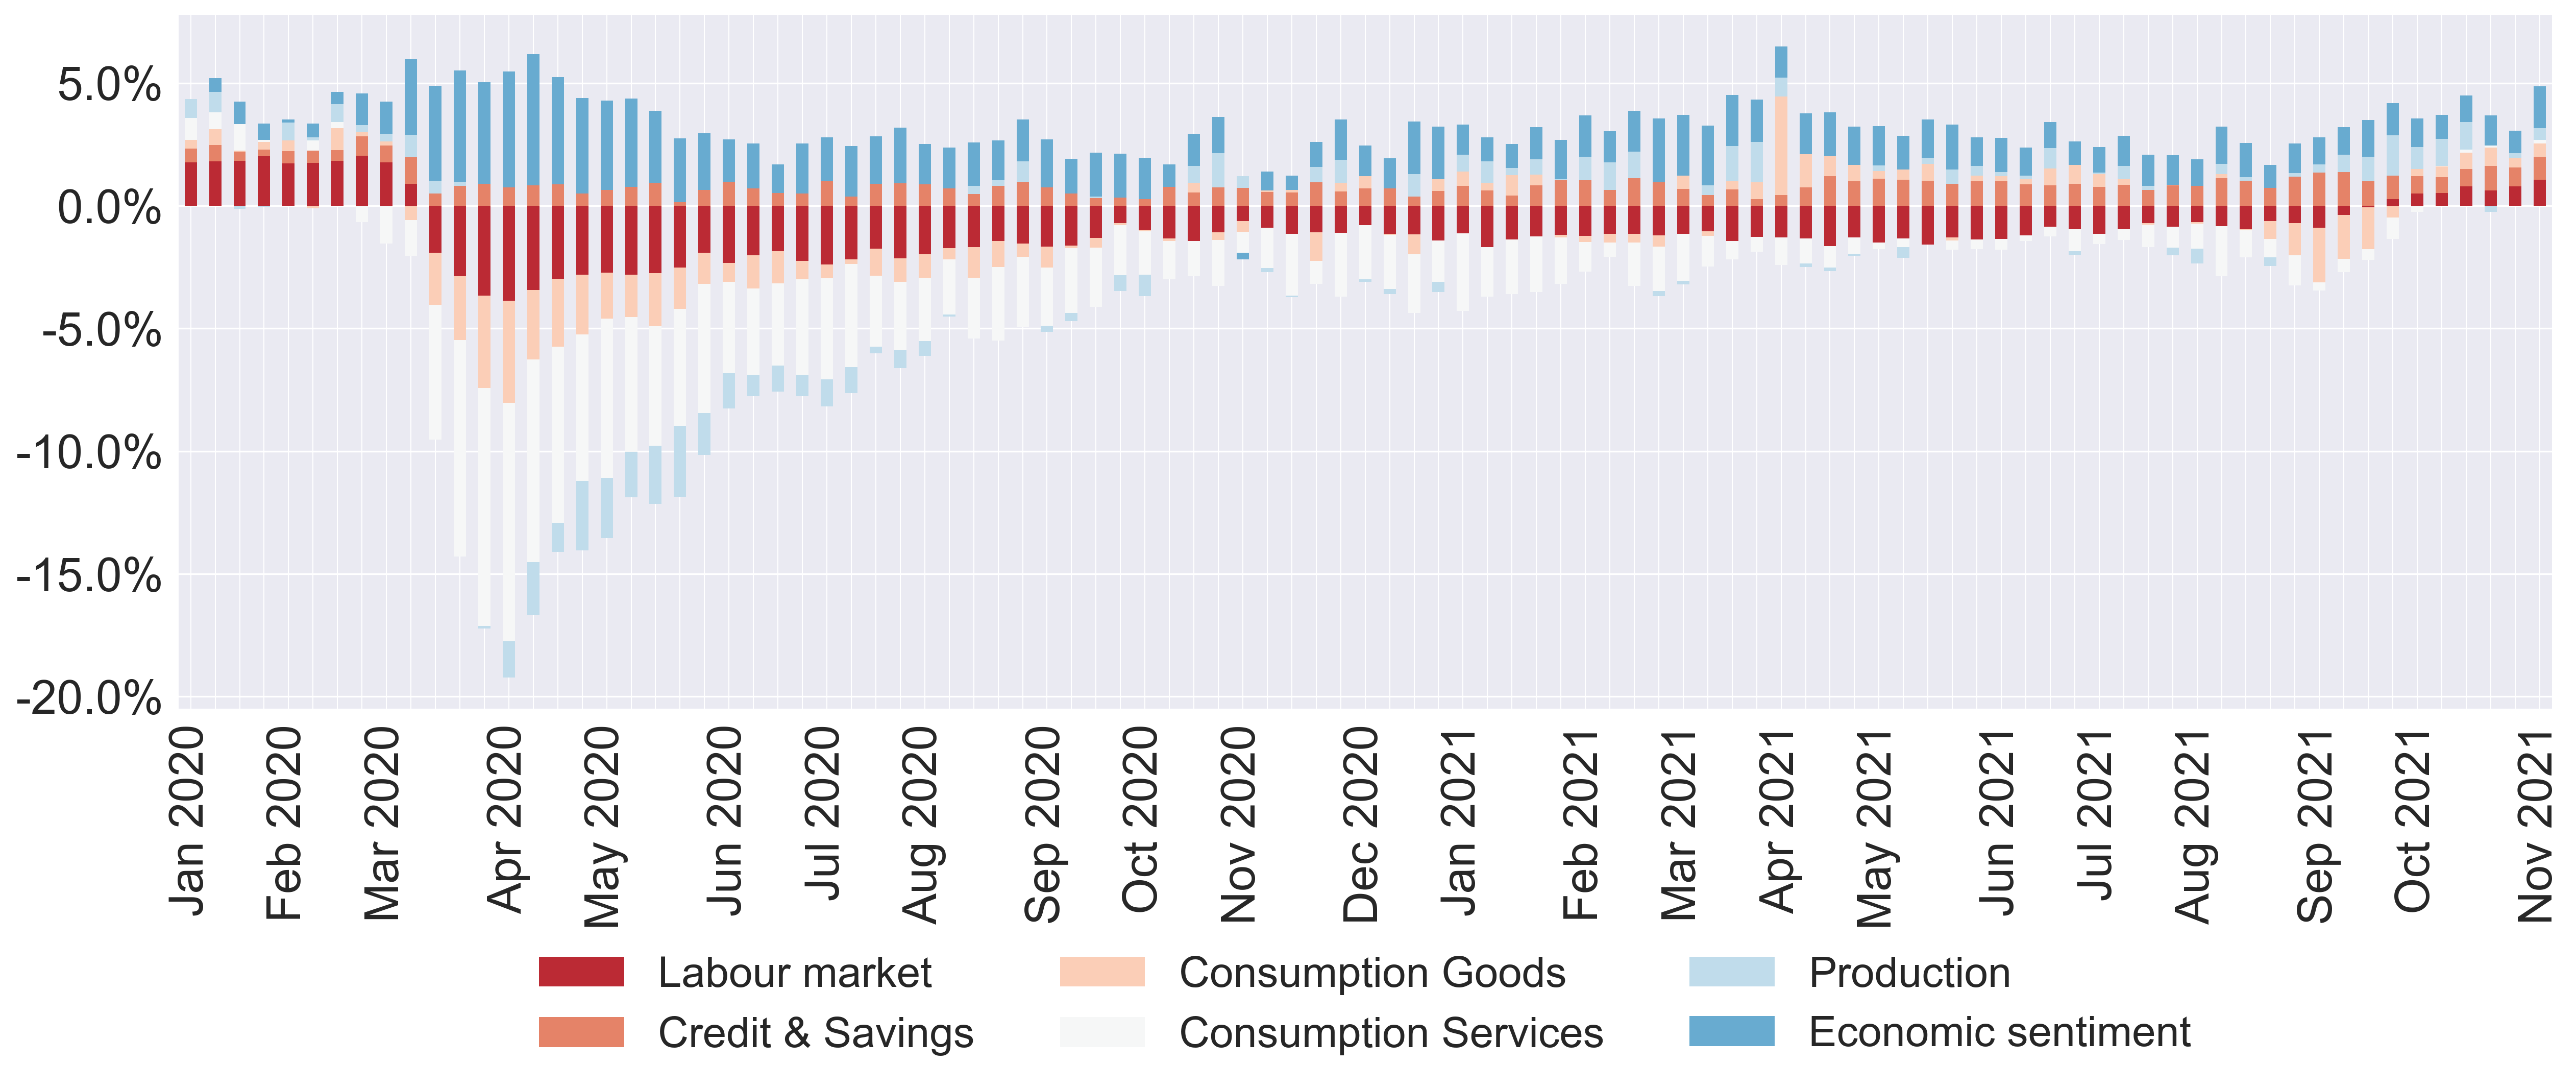 5.0%
0.0%
-5.0%
-10.0%
-15.0%
-20.0%
Jan 2020
Feb 2020
Mar 2020
Apr 2020
May 2020
Jun 2020
Jul 2020
Aug 2020
Sep 2020
Oct 2020
Nov 2020
Dec 2020
Jan 2021
Feb 2021
Mar 2021
Apr 2021
May 2021
Jun 2021
Jul 2021
Aug 2021
Sep 2021
Oct 2021
Nov 2021
Labour market
Consumption Goods
Production
Credit & Savings
Consumption Services
Economic sentiment